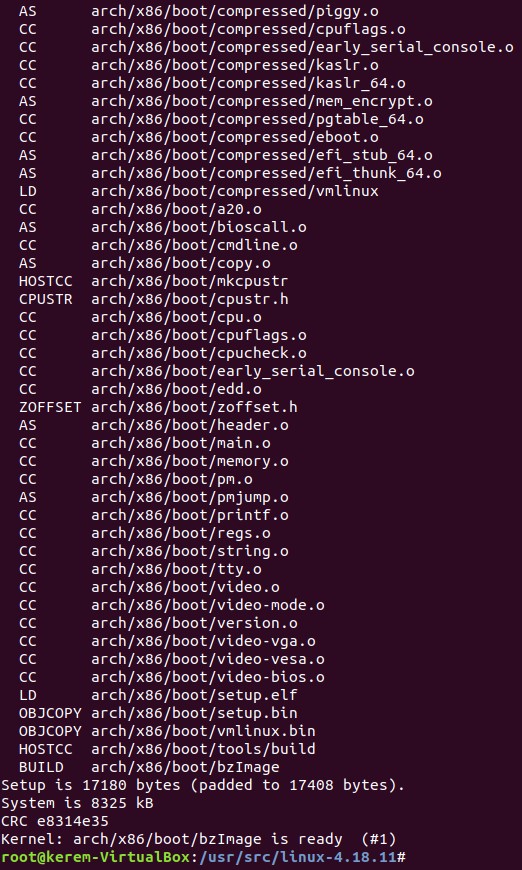 AS      arch/x86/boot/compressed/piggy.o
CC      arch/x86/boot/compressed/cpuflags.o
CC      arch/x86/boot/compressed/early_serial_console.o
CC      arch/x86/boot/compressed/kaslr.o
CC      arch/x86/boot/compressed/kaslr_64.o
AS      arch/x86/boot/compressed/mem_encrypt.o
CC      arch/x86/boot/compressed/pgtable_64.o
CC      arch/x86/boot/compressed/eboot.o
AS      arch/x86/boot/compressed/efi_stub_64.o
AS      arch/x86/boot/compressed/efi_thunk_64.o
LD      arch/x86/boot/compressed/vmlinux
CC      arch/x86/boot/a20.o
AS      arch/x86/boot/bioscall.o
CC      arch/x86/boot/cmdline.o
AS      arch/x86/boot/copy.o
HOSTCC  arch/x86/boot/mkcpustr
CPUSTR  arch/x86/boot/cpustr.h
CC      arch/x86/boot/cpu.o
CC      arch/x86/boot/cpuflags.o
CC      arch/x86/boot/cpucheck.o
CC      arch/x86/boot/early_serial_console.o
CC      arch/x86/boot/edd.o
ZOFFSET arch/x86/boot/zoffset.h
AS      arch/x86/boot/header.o
CC      arch/x86/boot/main.o
CC      arch/x86/boot/memory.o
CC      arch/x86/boot/pm.o
AS      arch/x86/boot/pmjump.o
CC      arch/x86/boot/printf.o
CC      arch/x86/boot/regs.o
CC      arch/x86/boot/string.o
CC      arch/x86/boot/tty.o
CC      arch/x86/boot/video.o
CC      arch/x86/boot/video-mode.o
CC      arch/x86/boot/version.o
CC      arch/x86/boot/video-vga.o
CC      arch/x86/boot/video-vesa.o
CC      arch/x86/boot/video-bios.o
LD      arch/x86/boot/setup.elf
OBJCOPY arch/x86/boot/setup.bin
OBJCOPY arch/x86/boot/vmlinux.bin
HOSTCC  arch/x86/boot/tools/build
BUILD   arch/x86/boot/bzImage
Setup is 17180 bytes (padded to 17408 bytes).
System is 8325 kB
CRC e8314e35
Kernel: arch/x86/boot/bzImage is ready  (#1)
root@kerem-VirtualBox:/usr/src/linux-4.18.11#